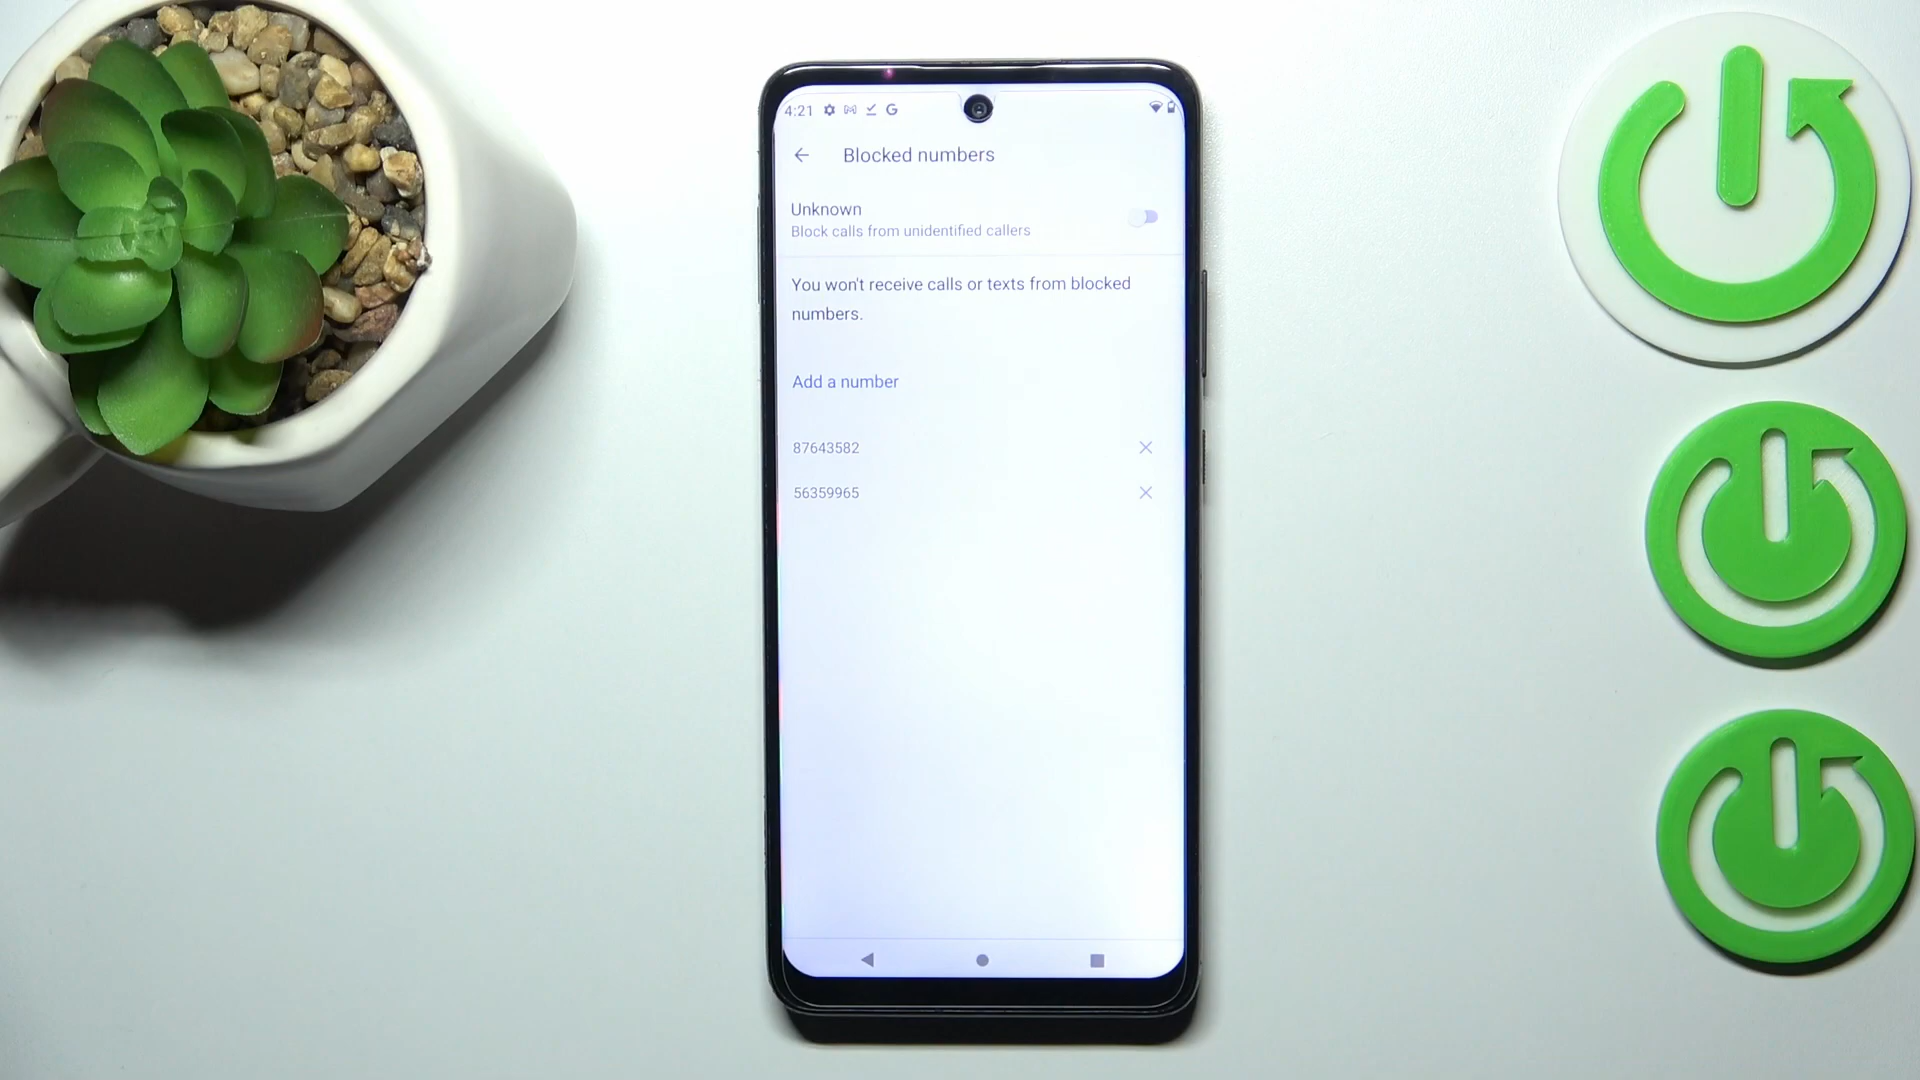 4:21
Blocked numbers
Unknown
Block calls from unidentified callers
You won't receive calls or texts from blocked
numbers.
Add a number
87643582
56359965